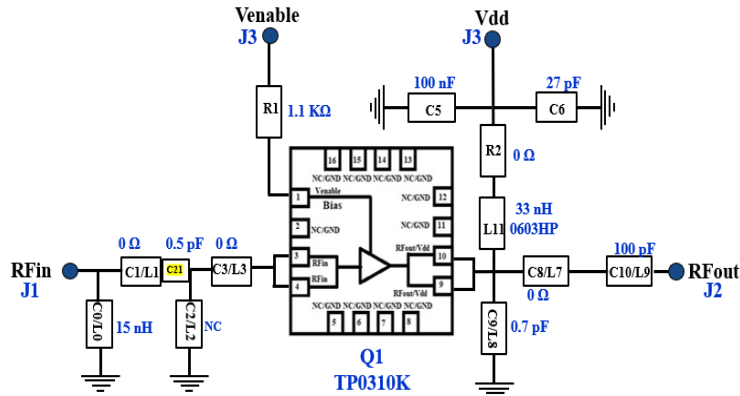 Venable
J3
Vdd
J3
100 nF
27 pF
C5
C6
R1
1.1 KΩ
R2
0 Ω
16 15 14 13
NC/GND NC/GND NC/GND NC/GND
1
Venable
Bias
NC/GND
12
2
NC/GND
NC/GND
11
L11
33 nH
0603HP
0 Ω
0.5 pF
0 Ω
3
RFin
RFout/Vdd
10
100 pF
RFin
J1
C1/L1
C21
C3/L3
4
RFin
RFout/Vdd
9
C8/L7
0 Ω
C10/L9
RFout
J2
C0/L0
15 nH
C2/L2
NC
NC/GND NC/GND NC/GND NC/GND
5 6 7 8
C9/L8
0.7 pF
Q1
TP0310K